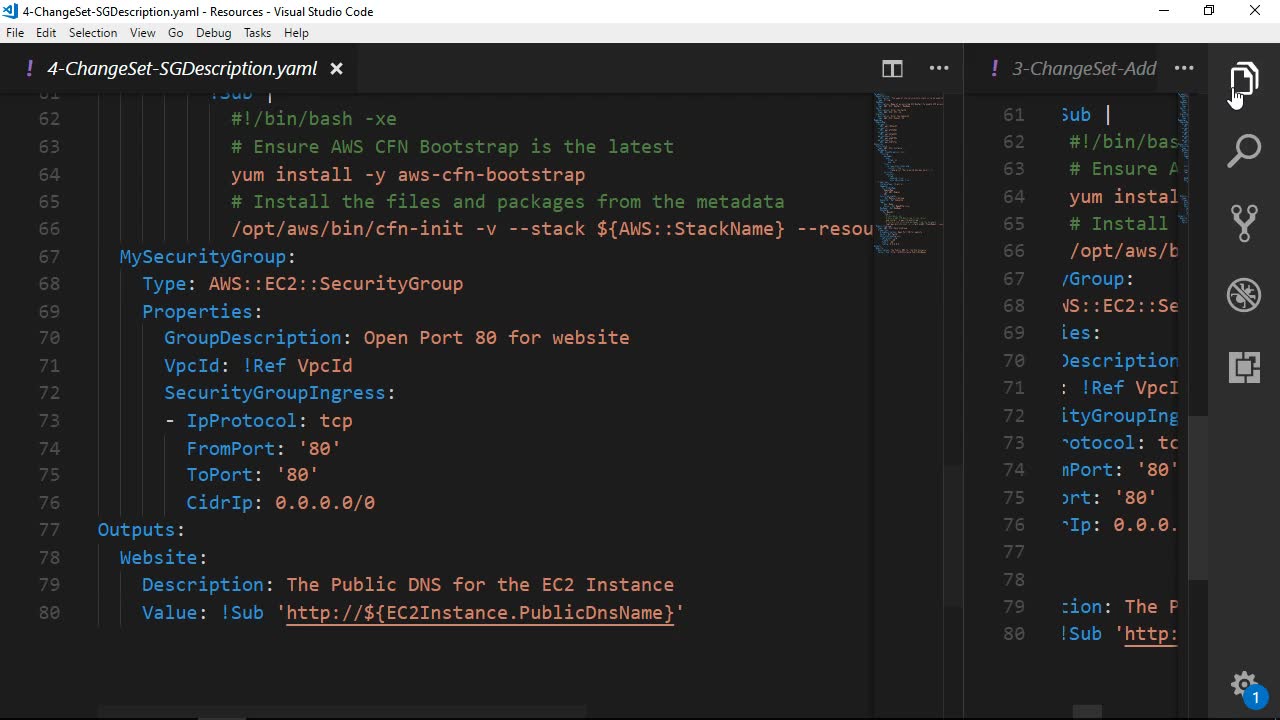 4-ChangeSet-SGDescription.yaml - Resources - Visual Studio Code
File Edit Selection View Go Debug Tasks Help
! 4-ChangeSet-SGDescription.yaml
61 !Sub |
62 #!/bin/bash -xe
63 # Ensure AWS CFN Bootstrap is the latest
64 yum install -y aws-cfn-bootstrap
65 # Install the files and packages from the metadata
66 /opt/aws/bin/cfn-init -v --stack ${AWS::StackName} --resou
67 MySecurityGroup:
68 Type: AWS::EC2::SecurityGroup
69 Properties:
70 GroupDescription: Open Port 80 for website
71 VpcId: !Ref VpcId
72 SecurityGroupIngress:
73 - IpProtocol: tcp
74 FromPort: '80'
75 ToPort: '80'
76 CidrIp: 0.0.0.0/0
77 Outputs:
78 Website:
79 Description: The Public DNS for the EC2 Instance
80 Value: !Sub 'http://${EC2Instance.PublicDnsName}'
! 3-ChangeSet-Add
61 Sub |
62 #!/bin/bas
63 # Ensure A
64 yum instal
65 # Install
66 /opt/aws/b
67 yGroup:
68 WS::EC2::Se
69 ies:
70 Description
71 : !Ref VpcI
72 ityGroupIng
73 rotocol: tc
74 mPort: '80'
75 ort: '80'
76 rIp: 0.0.0.
77
78
79 tion: The P
80 !Sub 'http:
1